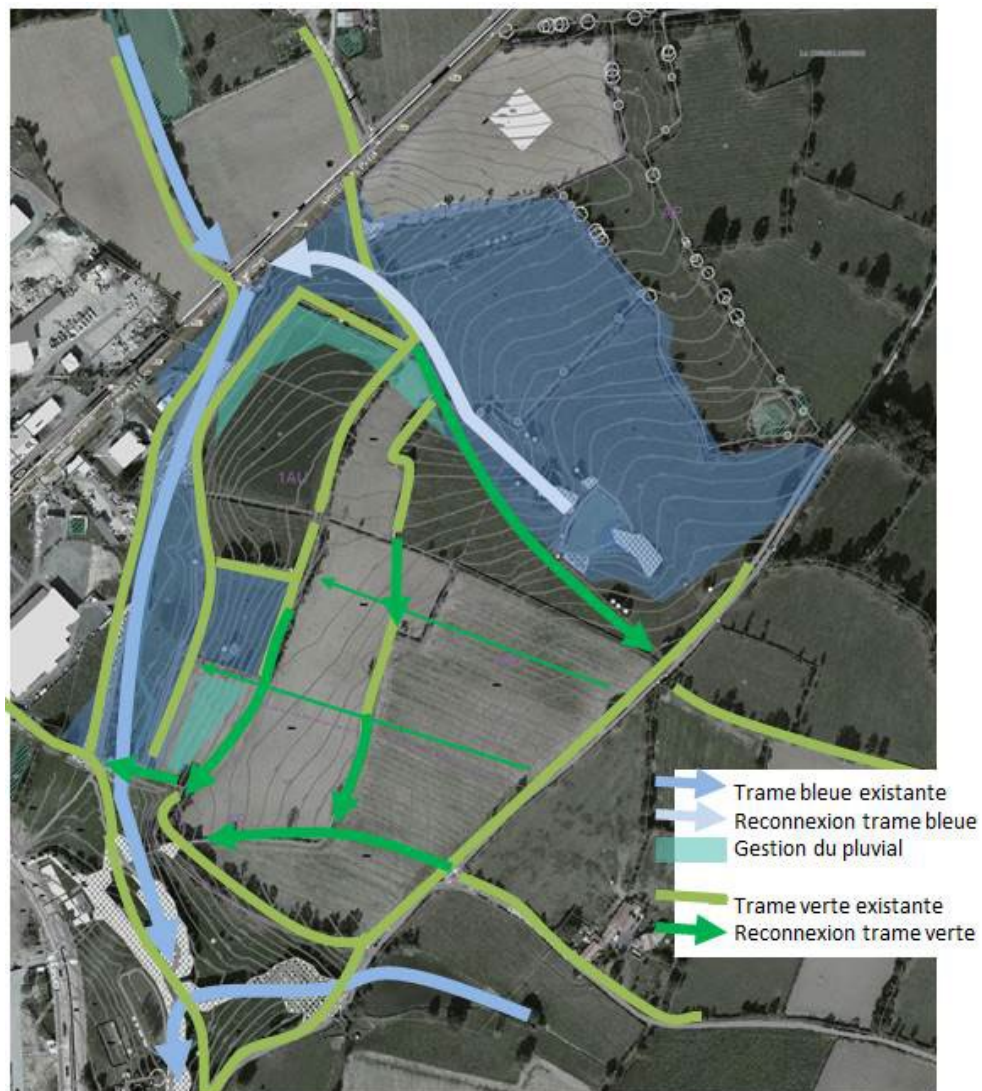 1AU
Trame bleue existante
Reconnexion trame bleue
Gestion du pluvial
Trame verte existante
Reconnexion trame verte